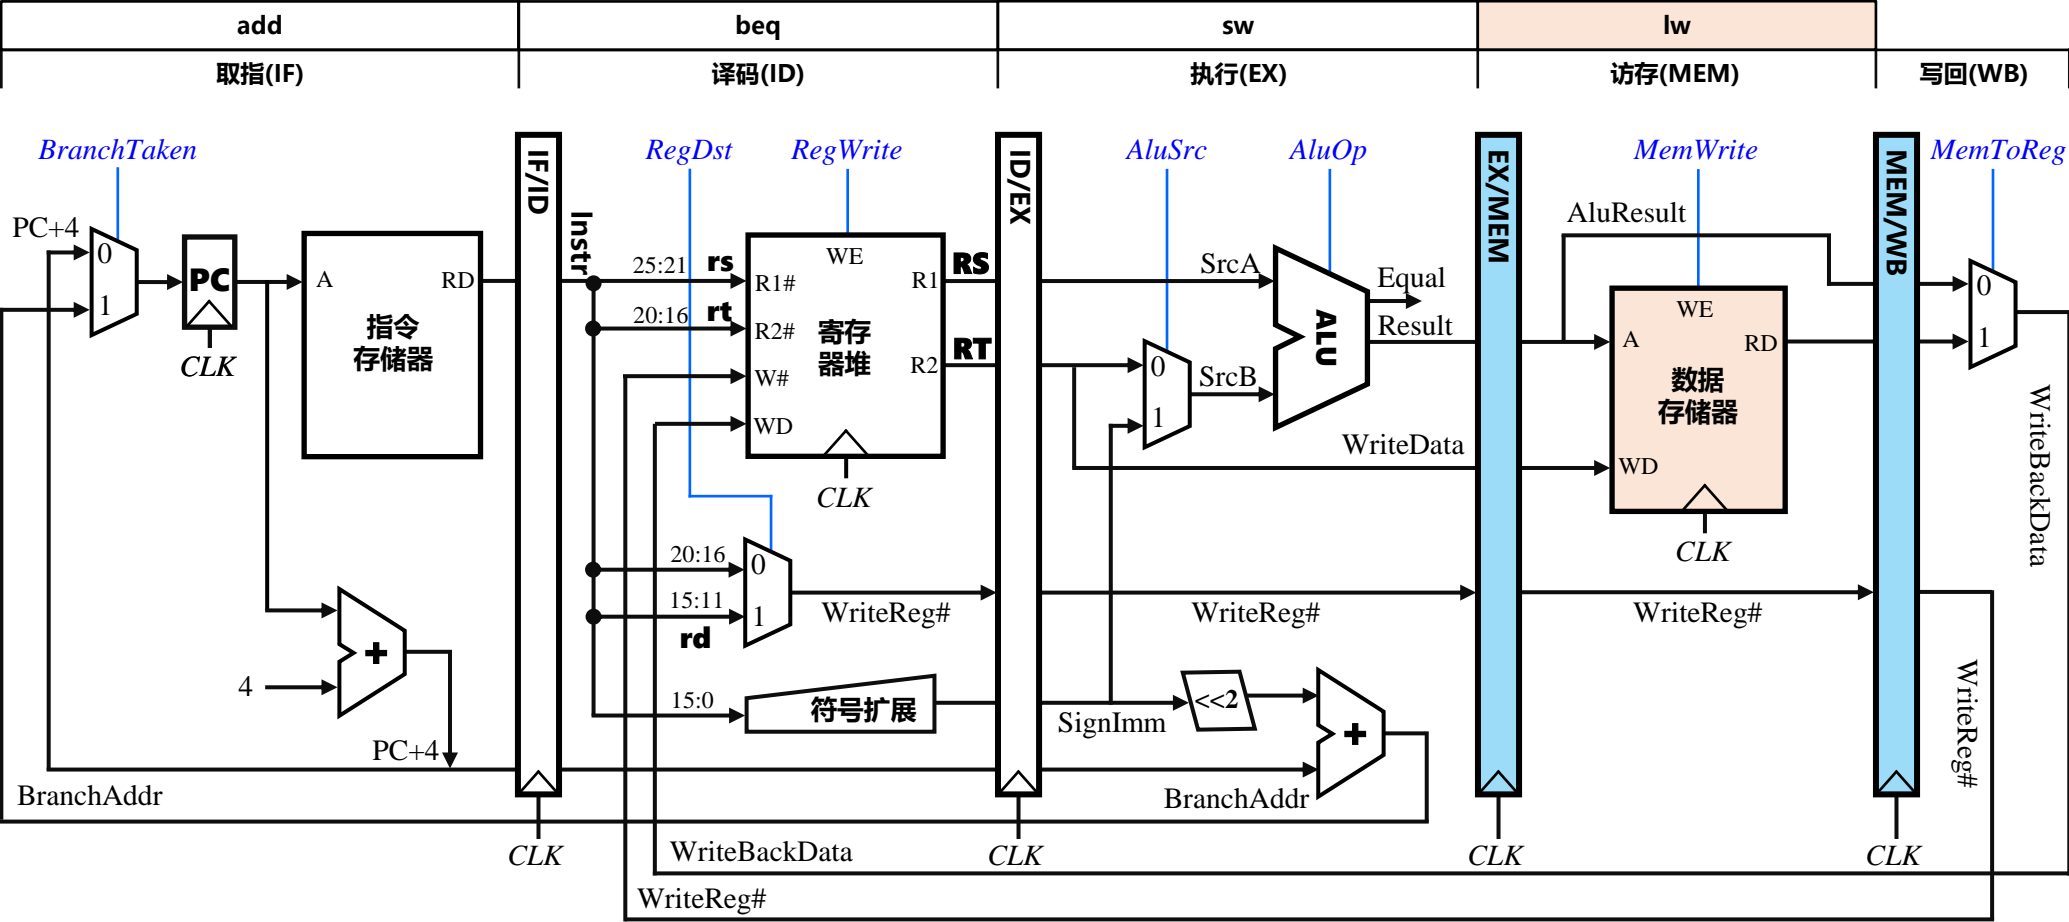 add
beq
sw
lw
取指(IF)
译码(ID)
执行(EX)
访存(MEM)
写回(WB)
BranchTaken
RegDst
RegWrite
AluSrc
AluOp
MemWrite
MemToReg
IF/ID
ID/EX
EX/MEM
MEM/WB
PC+4
0
1
PC
CLK
A
RD
指令
存储器
4
+
PC+4
BranchAddr
CLK
Instr
25:21 rs
20:16 rt
WE
R1#
R2#
W#
WD
R1
R2
寄存
器堆
CLK
RS
RT
20:16
0
15:11
1
rd
WriteReg#
15:0
符号扩展
WriteBackData
WriteReg#
CLK
SrcA
0
1
SrcB
ALU
Equal
Result
WriteData
WriteReg#
SignImm
<<2
+
BranchAddr
CLK
AluResult
WE
A
RD
数据
存储器
WD
CLK
WriteReg#
CLK
0
1
WriteBackData
WriteReg#